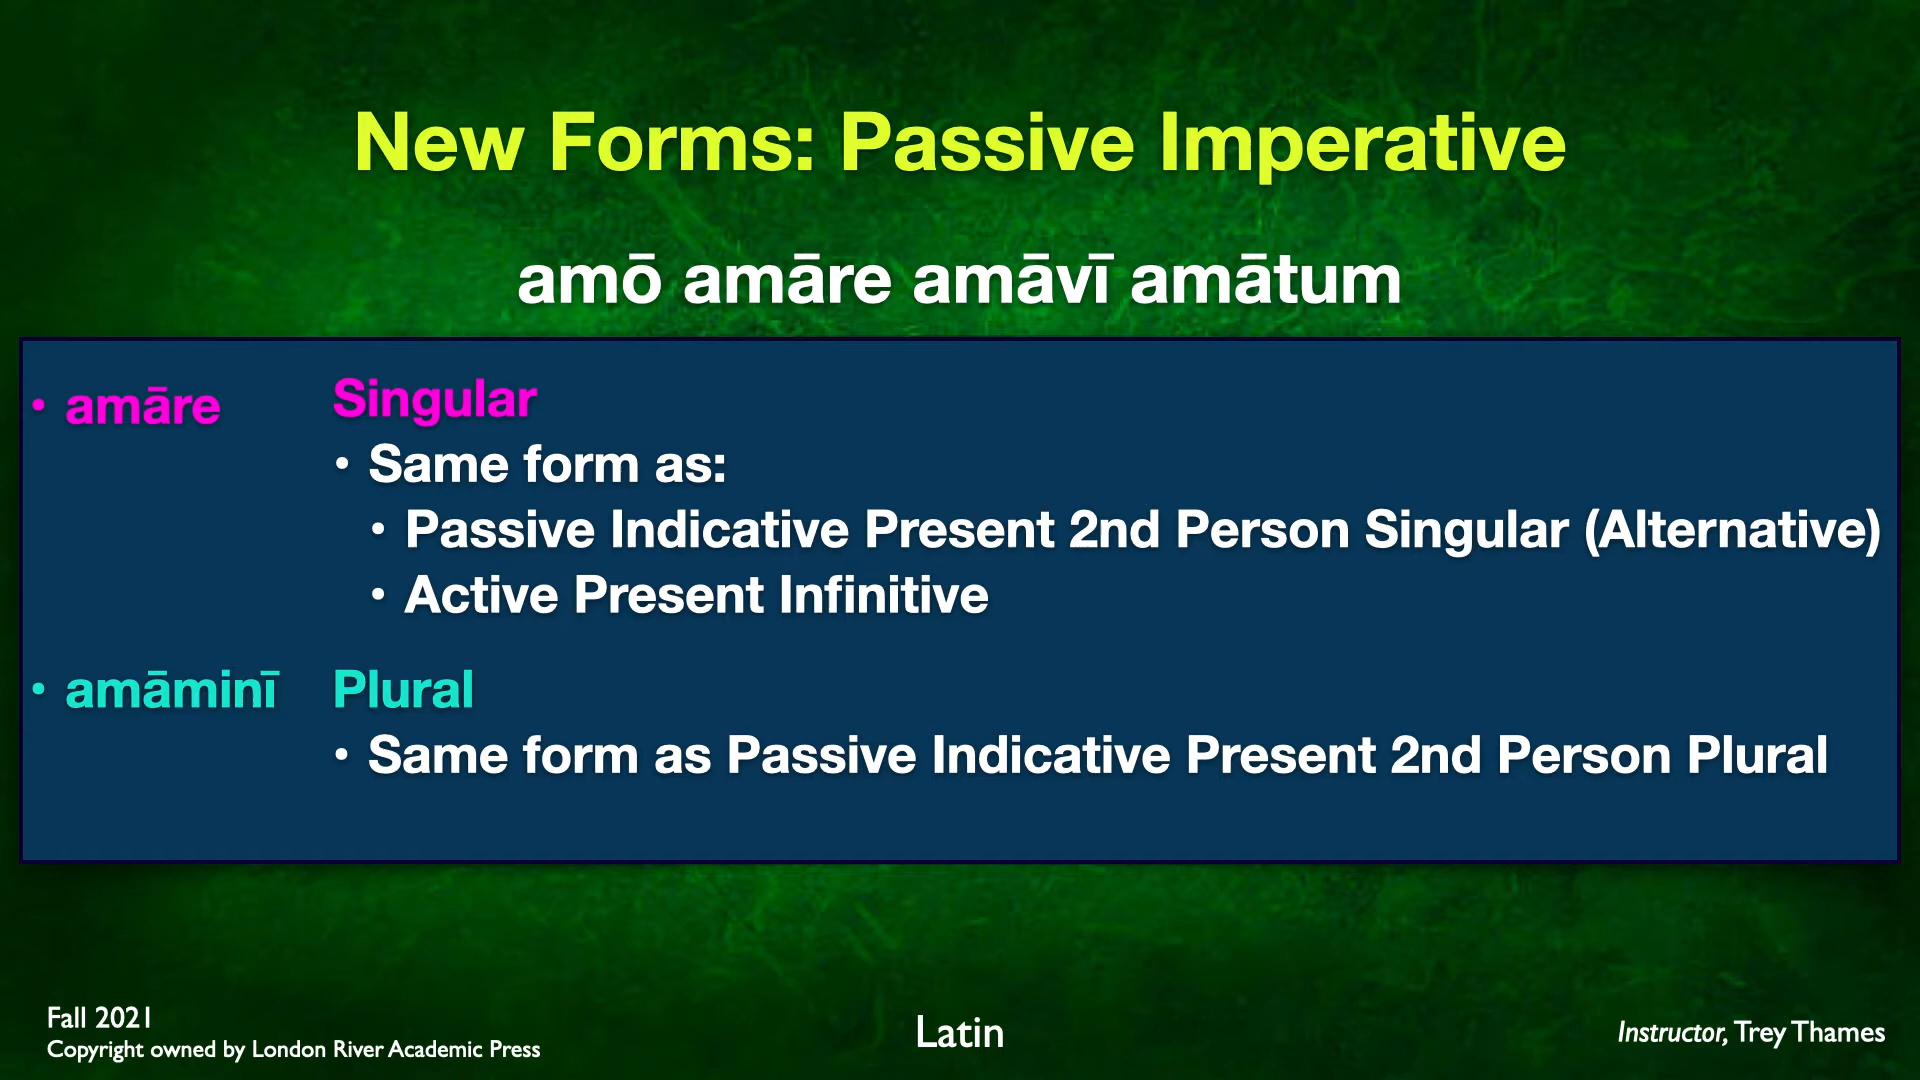 New Forms: Passive Imperative
amō amāre amāvī amātum
• amāre Singular
• Same form as:
• Passive Indicative Present 2nd Person Singular (Alternative)
• Active Present Infinitive
• amāminī Plural
• Same form as Passive Indicative Present 2nd Person Plural
Fall 2021
Copyright owned by London River Academic Press
Latin
Instructor, Trey Thames